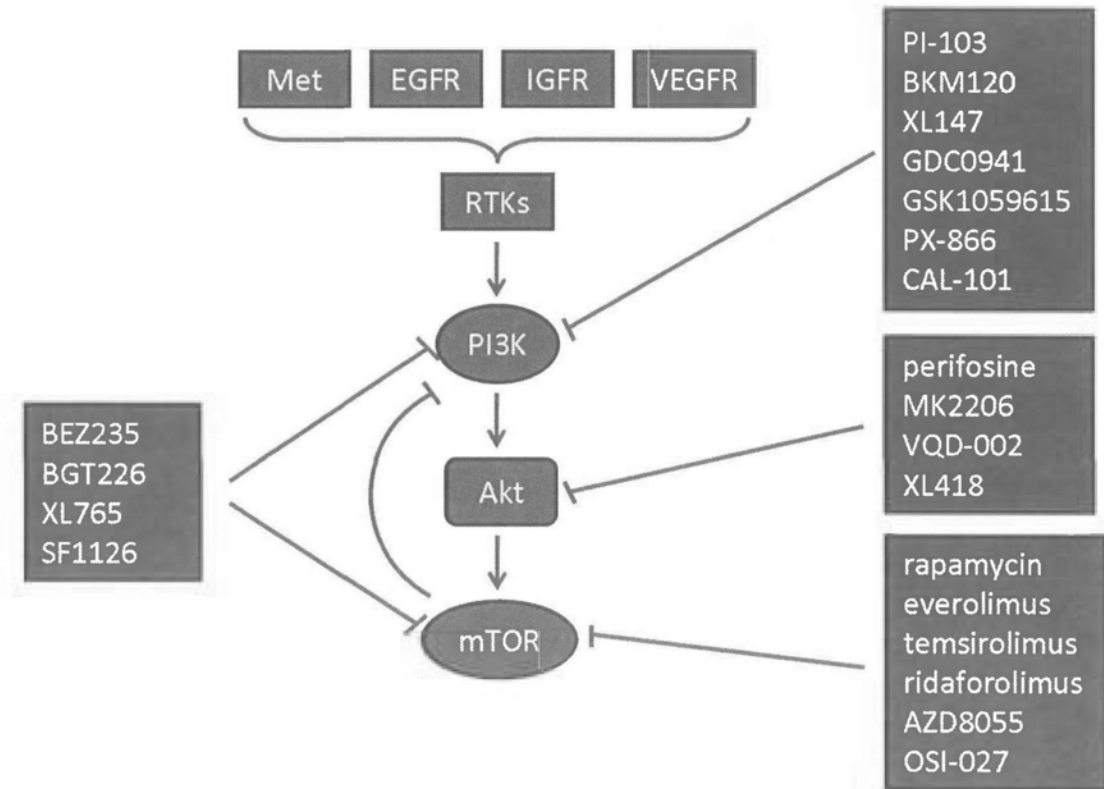 Met
EGFR
IGFR
VEGFR
RTKs
PI3K
Akt
mTOR
BEZ235
BGT226
XL765
SF1126
PI-103
BKM120
XL147
GDC0941
GSK1059615
PX-866
CAL-101
perifosine
MK2206
VQD-002
XL418
rapamycin
everolimus
temsirolimus
ridaforolimus
AZD8055
OSI-027